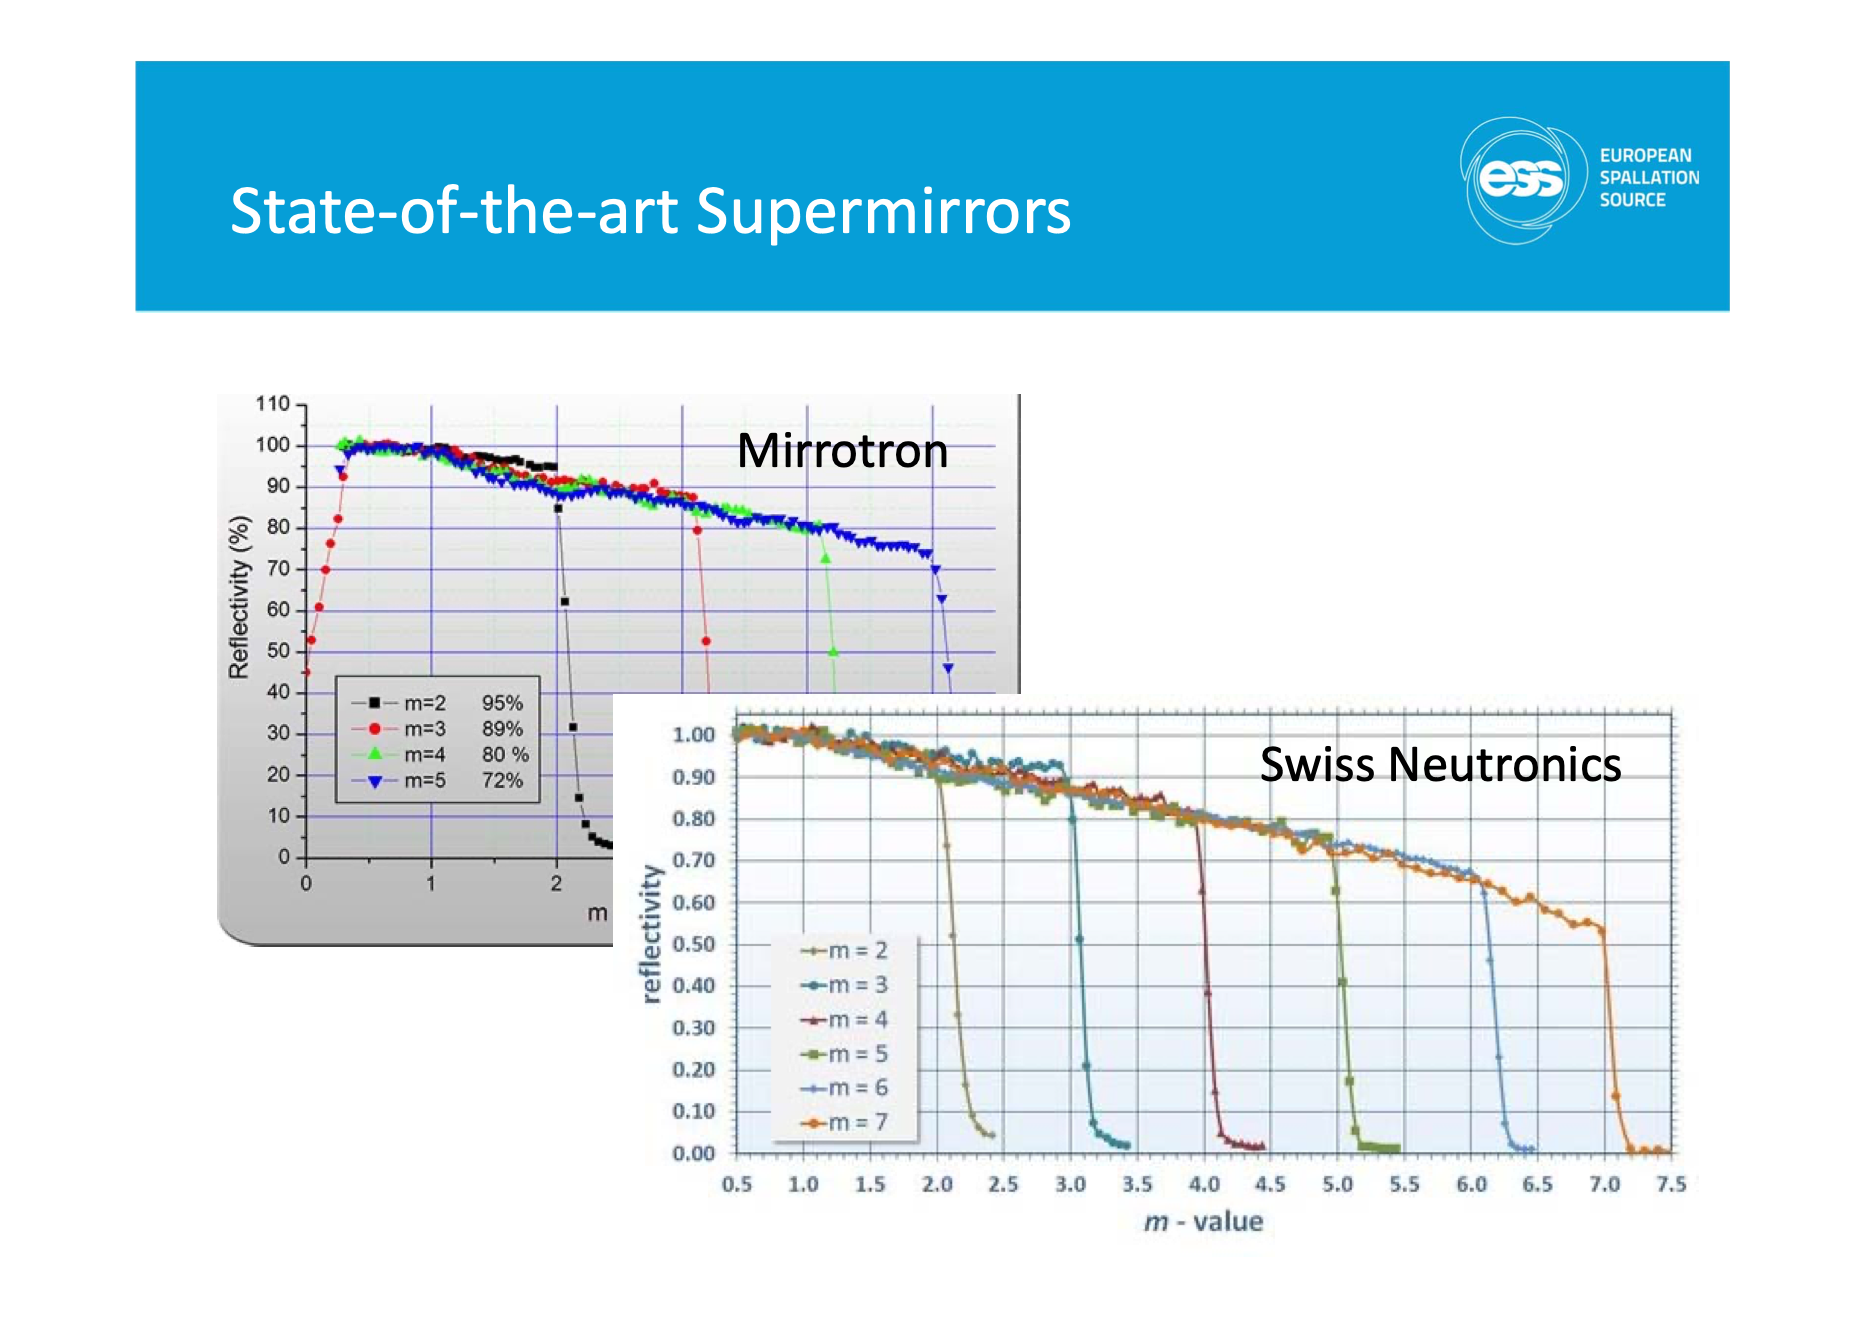 State-of-the-art Supermirrors
ess
EUROPEAN
SPALLATION
SOURCE
Mirrotron
Reflectivity (%)
110
100
90
80
70
60
50
40
30
20
10
0
m=2 95%
m=3 89%
m=4 80 %
m=5 72%
0 1 2
m
Swiss Neutronics
reflectivity
1.00
0.90
0.80
0.70
0.60
0.50
0.40
0.30
0.20
0.10
0.00
m = 2
m = 3
m = 4
m = 5
m = 6
m = 7
0.5 1.0 1.5 2.0 2.5 3.0 3.5 4.0 4.5 5.0 5.5 6.0 6.5 7.0 7.5
m - value